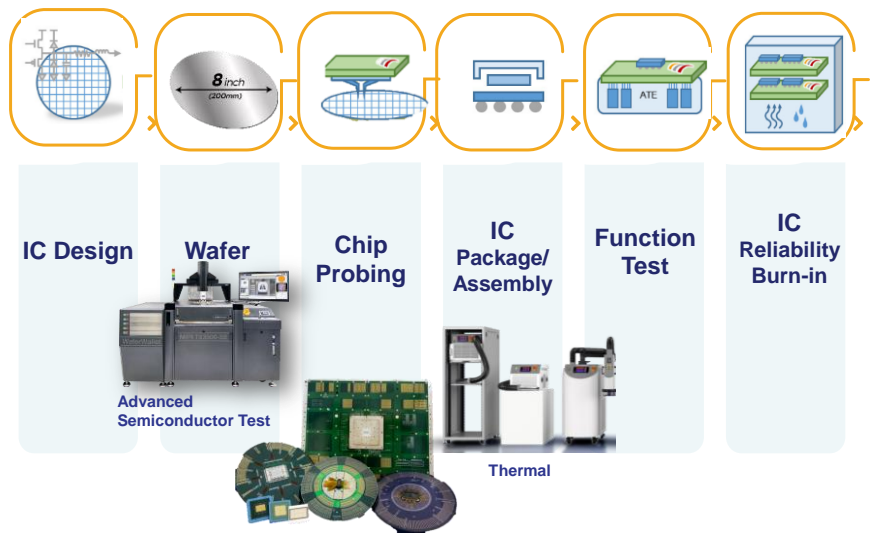 8 inch
(200mm)
ATE
IC Design
Wafer
Chip
Probing
IC
Package/
Assembly
Function
Test
IC
Reliability
Burn-in
WaferWallet
Advanced
Semiconductor Test
Thermal